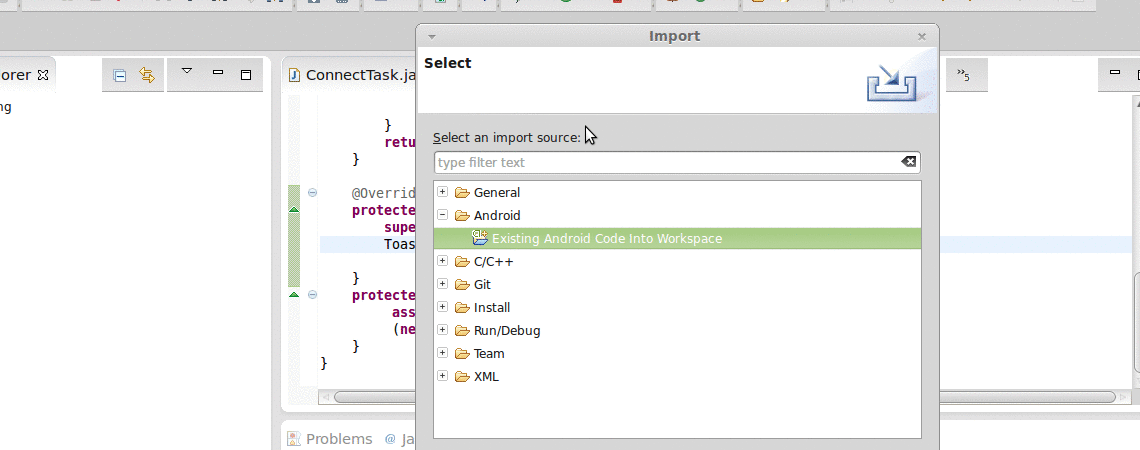 Import
Select
Select an import source:
type filter text
General
Android
Existing Android Code Into Workspace
C/C++
Git
Install
Run/Debug
Team
XML
orer
ng
ConnectTask.ja
»5
}
retu
}
@Overrid
protecte
supe
Toas
}
protecte
ass
(ne
}
}
Problems
@ Ja